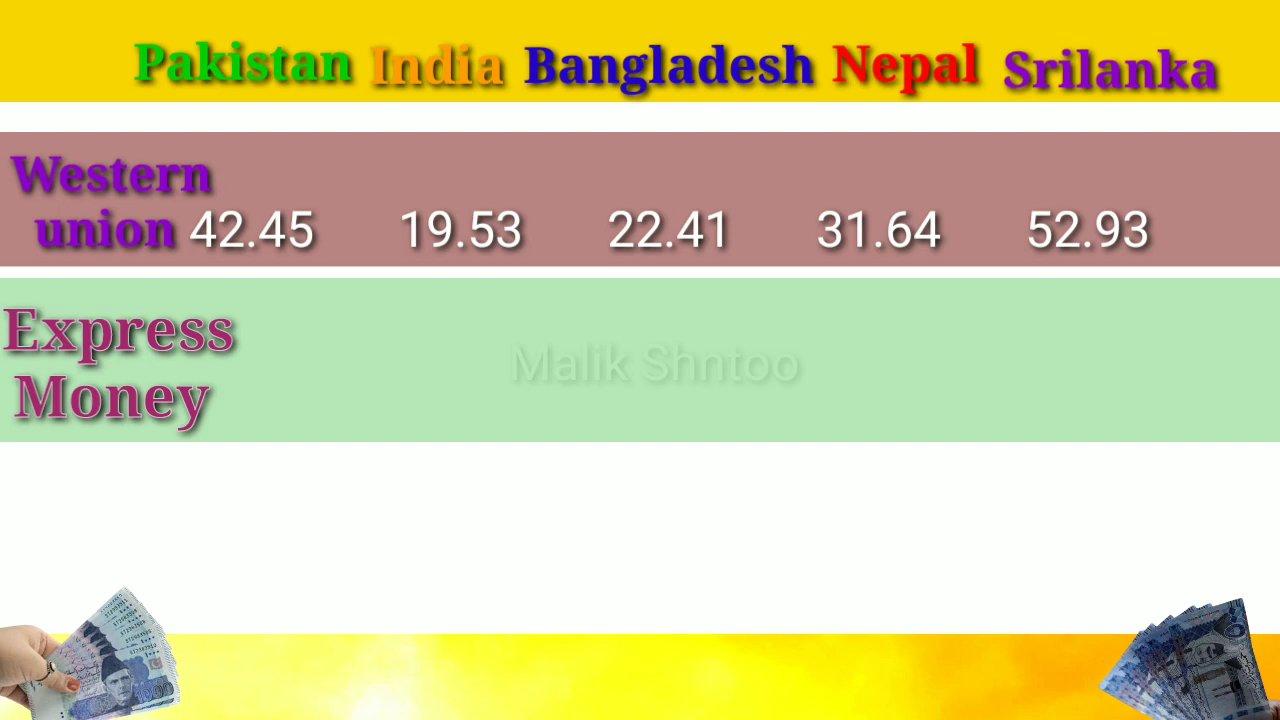 Pakistan India Bangladesh Nepal Srilanka
Western
union 42.45 19.53 22.41 31.64 52.93
Express
Money
Malik Shntoo